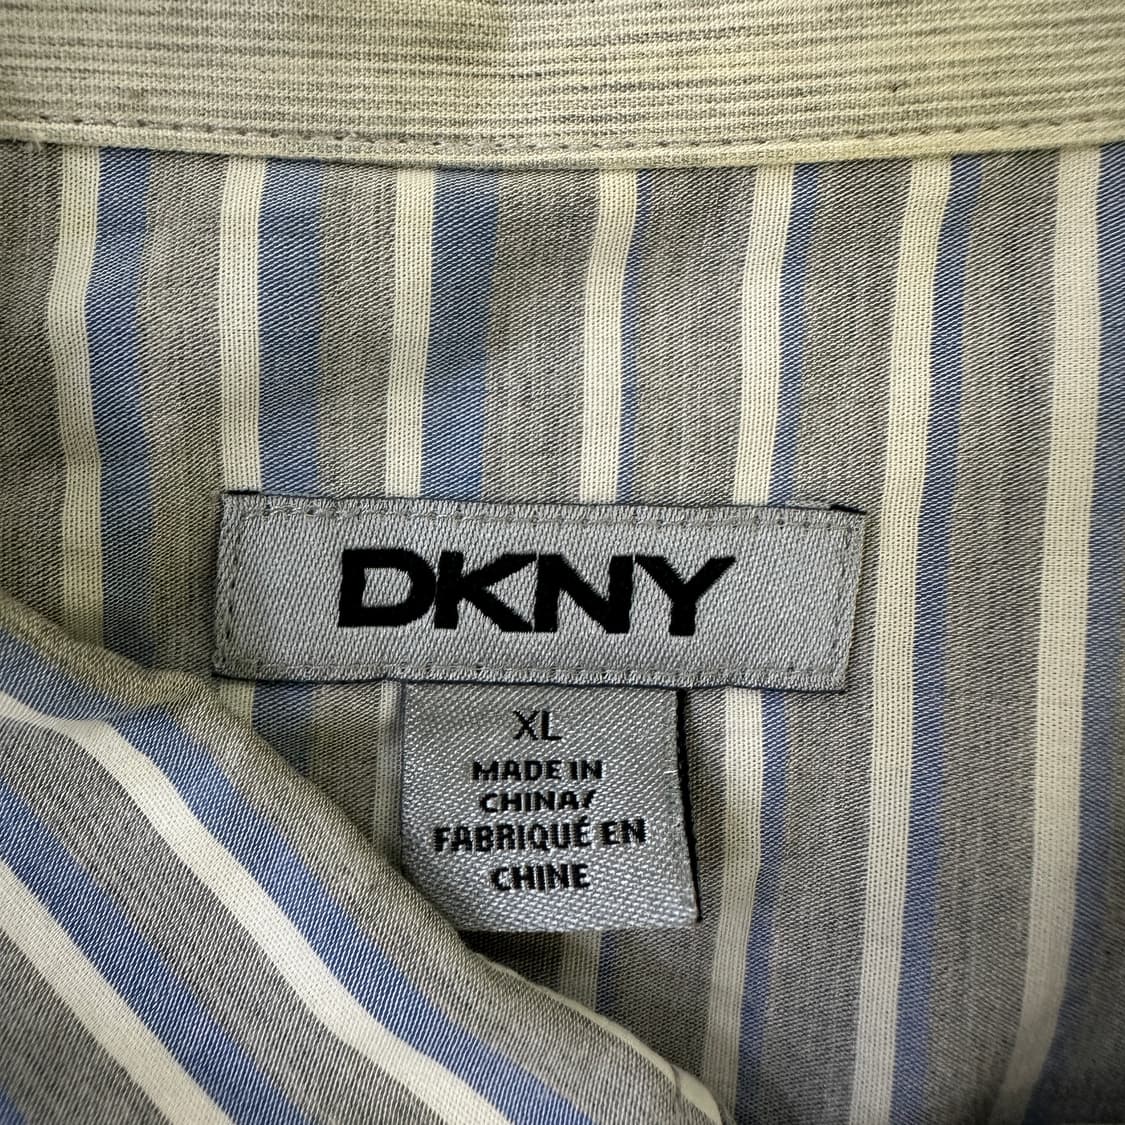 DKNY
XL
MADE IN
CHINA/
FABRIQUÉ EN
CHINE